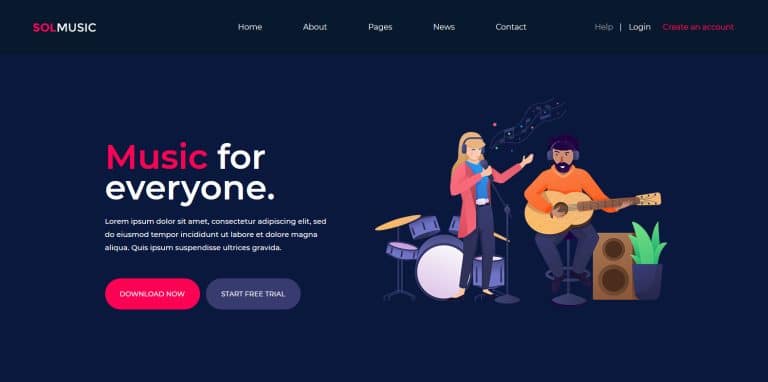 SOLMUSIC
Home About Pages News Contact
Help | Login Create an account
Music for
everyone.
Lorem ipsum dolor sit amet, consectetur adipiscing elit, sed
do eiusmod tempor incididunt ut labore et dolore magna
aliqua. Quis ipsum suspendisse ultrices gravida.
DOWNLOAD NOW
START FREE TRIAL